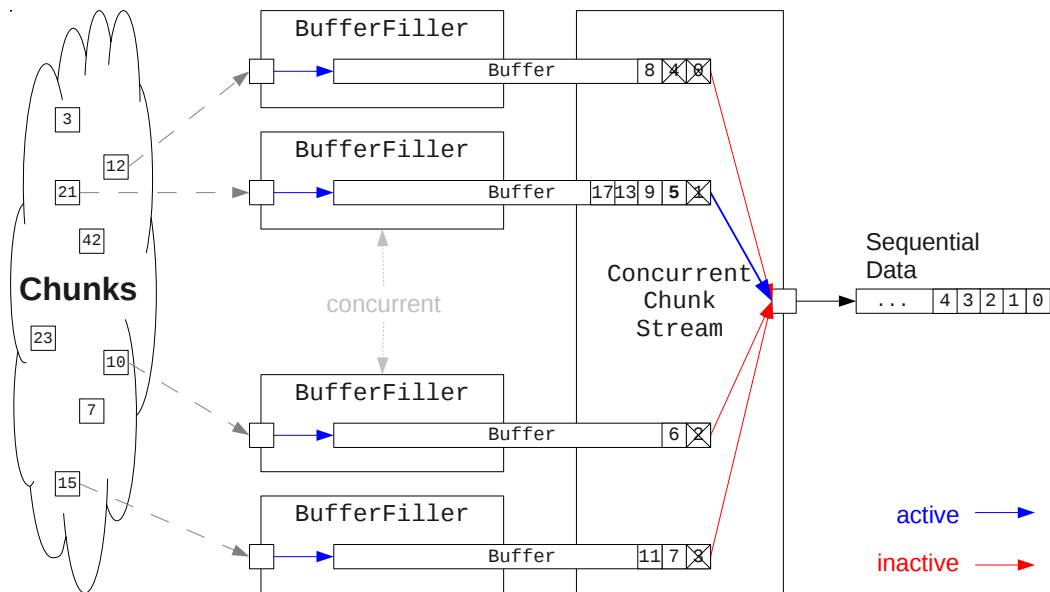 BufferFiller
Buffer 8 4 0
3
12
BufferFiller
21
Buffer 17 13 9 5 1
42
Sequential
Data
Concurrent
Chunk
Stream
Chunks
concurrent
... 4 3 2 1 0
23
10
BufferFiller
7
Buffer 6 2
15
BufferFiller
active
Buffer 11 7 3
inactive